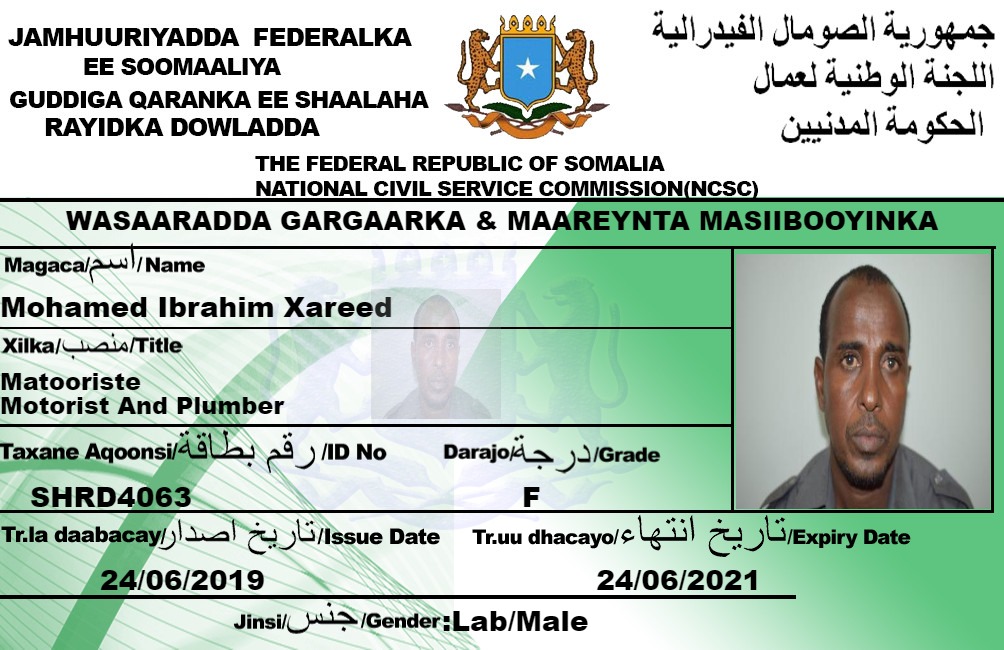 JAMHUURIYADDA FEDERALKA
EE SOOMAALIYA
GUDDIGA QARANKA EE SHAALAHA
RAYIDKA DOWLADDA
جمهورية الصومال الفيدرالية
اللجنة الوطنية لعمال
الحكومة المدنيين
THE FEDERAL REPUBLIC OF SOMALIA
NATIONAL CIVIL SERVICE COMMISSION(NCSC)
WASAARADDA GARGAARKA & MAAREYNTA MASIIBOOYINKA
Magaca/اسم/Name
Mohamed Ibrahim Xareed
Xilka/منصب/Title
Matooriste
Motorist And Plumber
Taxane Aqoonsi/رقم بطاقة/ID No
SHRD4063
Darajo/درجة/Grade
F
Tr.la daabacay/تاريخ اصدار/Issue Date
24/06/2019
Tr.uu dhacayo/تاريخ انتهاء/Expiry Date
24/06/2021
Jinsi/جنس/Gender:Lab/Male